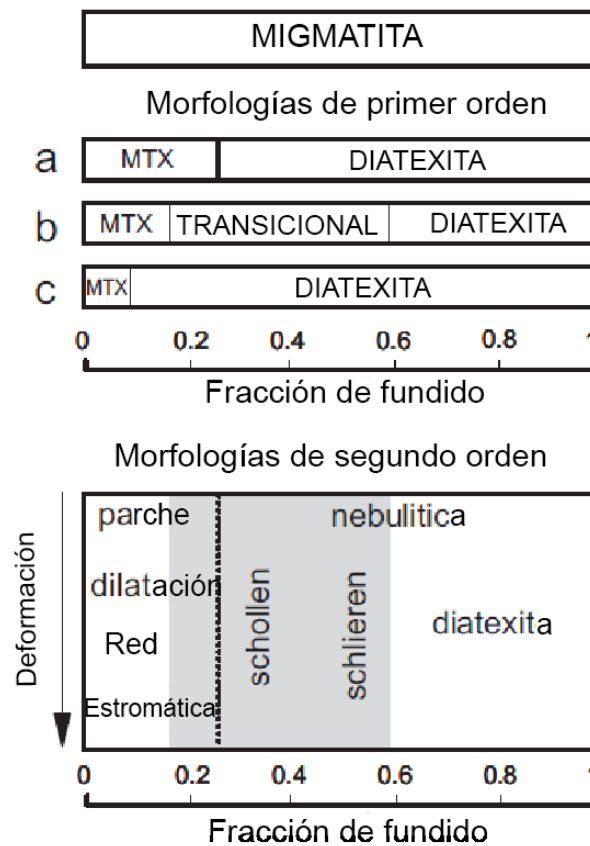 MIGMATITA
Morfologías de primer orden
a MTX DIATEXITA
b MTX TRANSICIONAL DIATEXITA
c MTX DIATEXITA
0 0.2 0.4 0.6 0.8 1
Fracción de fundido
Morfologías de segundo orden
Deformación
parche nebulitica
dilatación
Red
Estromática
schollen
schlieren
diatexita
0 0.2 0.4 0.6 0.8 1
Fracción de fundido